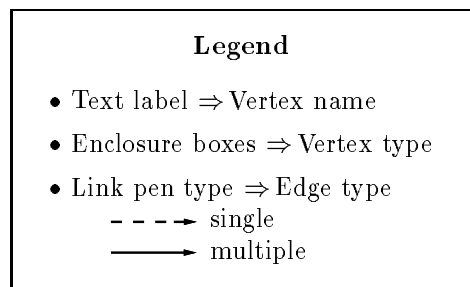 Legend
• Text label ⇒ Vertex name
• Enclosure boxes ⇒ Vertex type
• Link pen type ⇒ Edge type
single
multiple